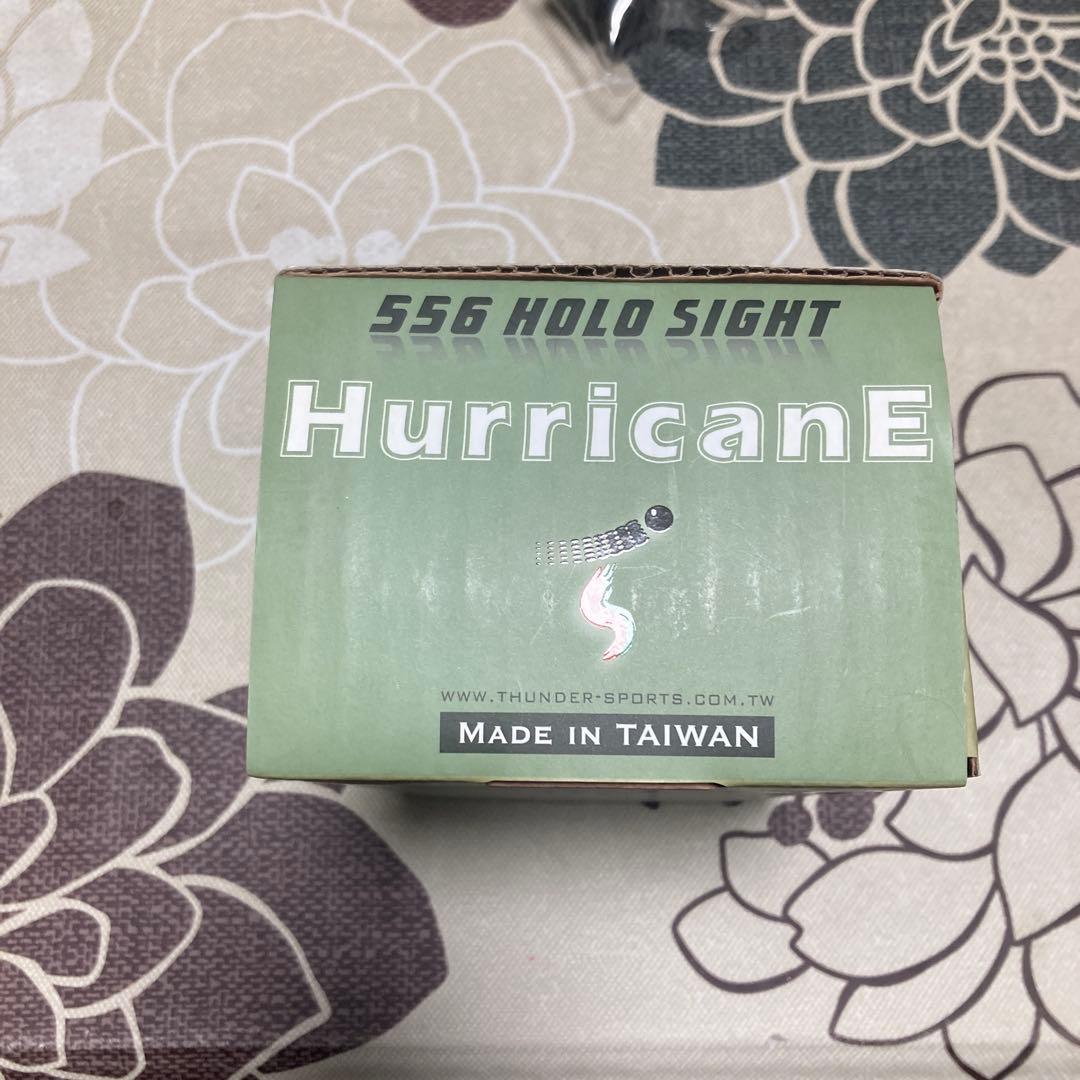 556 HOLO SIGHT
HurricanE
WWW.THUNDER-SPORTS.COM.TW
MADE IN TAIWAN